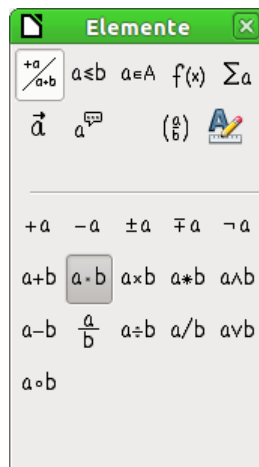 Elemente
+a/a+b a≤b a∈A f(x) Σa
a⃗ a (a/b)
+a -a ±a ∓a ¬a
a+b a·b a×b a∗b a∧b
a-b a/b a÷b a/b a∨b
a∘b